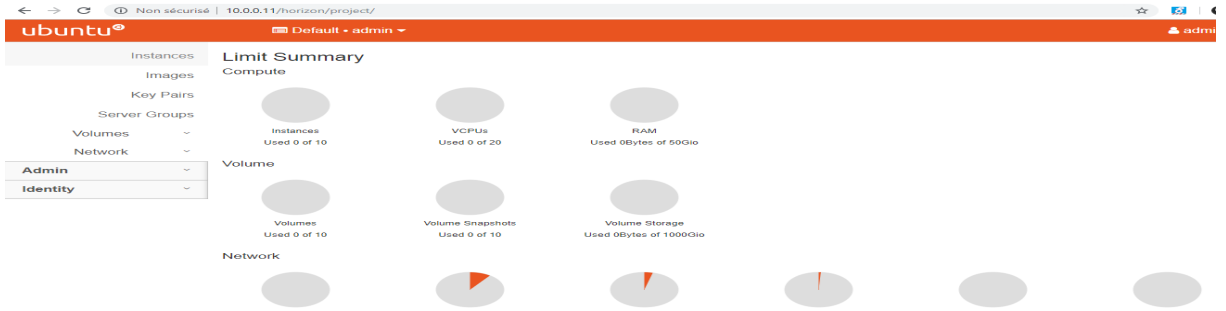 Non sécurisé | 10.0.0.11/horizon/project/
ubuntu®
Default • admin
Instances
Images
Key Pairs
Server Groups
Volumes
Network
Admin
Identity
Limit Summary
Compute
Instances
Used 0 of 10
VCPUs
Used 0 of 20
RAM
Used 0Bytes of 50Gio
Volume
Volumes
Used 0 of 10
Volume Snapshots
Used 0 of 10
Volume Storage
Used 0Bytes of 1000Gio
Network